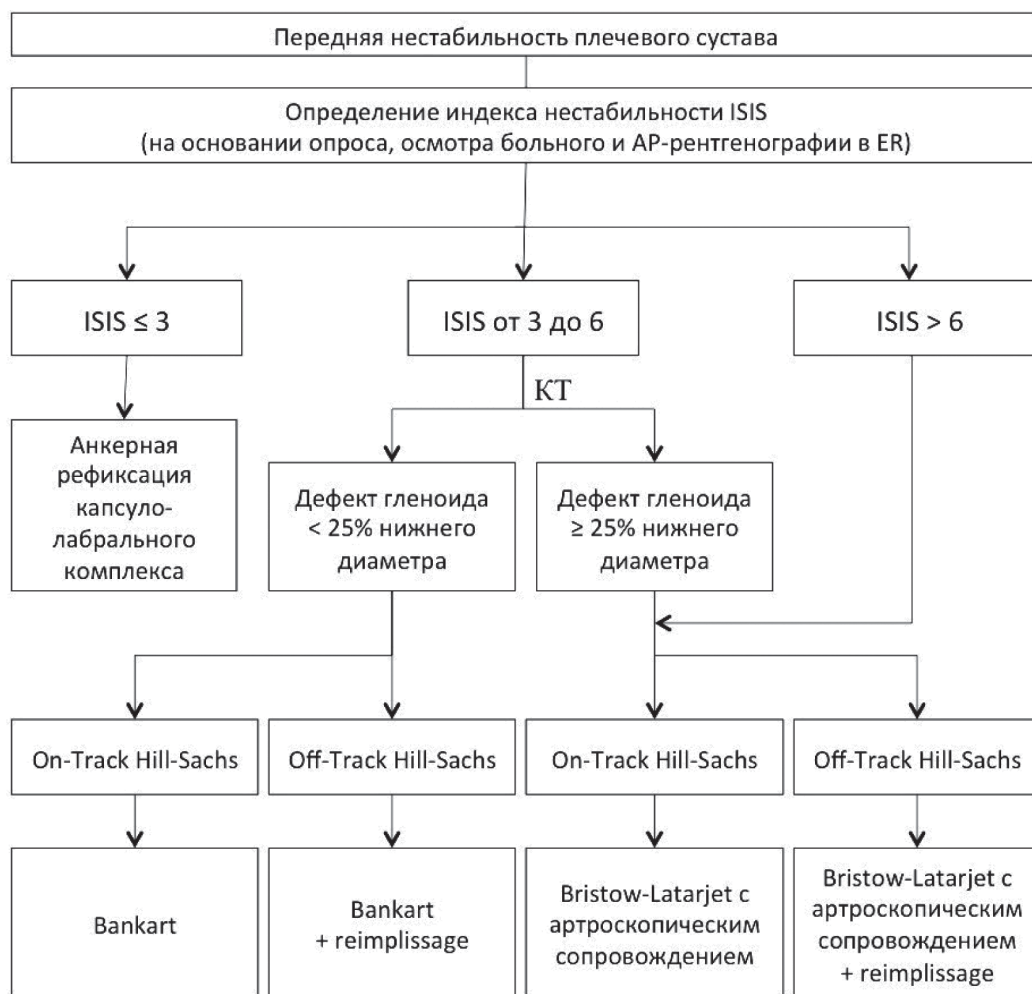 Передняя нестабильность плечевого сустава
Определение индекса нестабильности ISIS
(на основании опроса, осмотра больного и АР-рентгенографии в ER)
ISIS ≤ 3
ISIS от 3 до 6
ISIS > 6
КТ
Анкерная
рефиксация
капсуло-
лабрального
комплекса
Дефект гленоида
< 25% нижнего
диаметра
Дефект гленоида
≥ 25% нижнего
диаметра
On-Track Hill-Sachs
Off-Track Hill-Sachs
On-Track Hill-Sachs
Off-Track Hill-Sachs
Bankart
Bankart
+ reimplissage
Bristow-Latarjet с
артроскопическим
сопровождением
Bristow-Latarjet с
артроскопическим
сопровождением
+ reimplissage